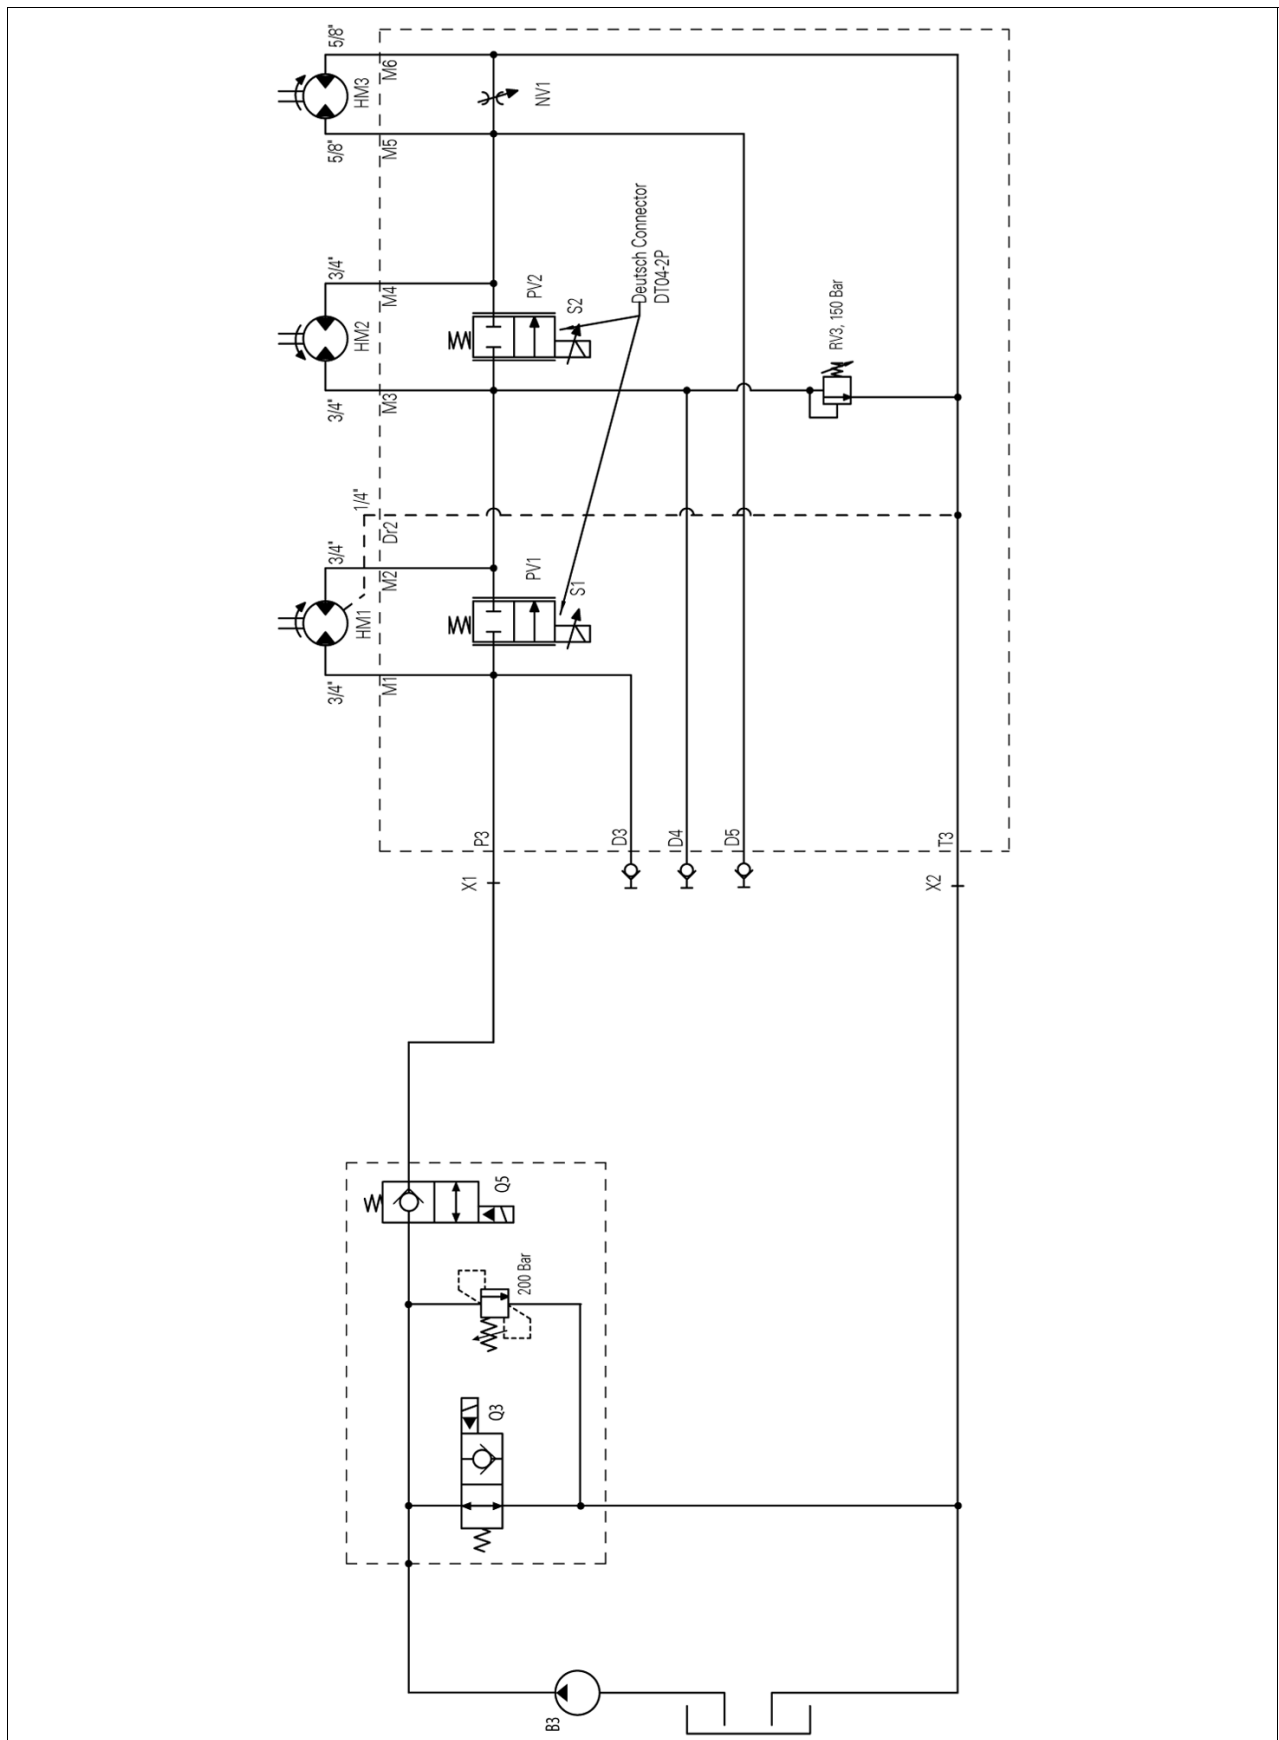 5/8"
M6
HM3
NV1
5/8"
M5
3/4"
M4
HM2
PV2
S2
Deutsch Connector
DT04-2P
RV3, 150 Bar
3/4"
M3
1/4"
Dr2
3/4"
M2
HM1
PV1
S1
3/4"
M1
P3
D3
D4
D5
T3
X1
X2
Q5
200 Bar
Q3
B3